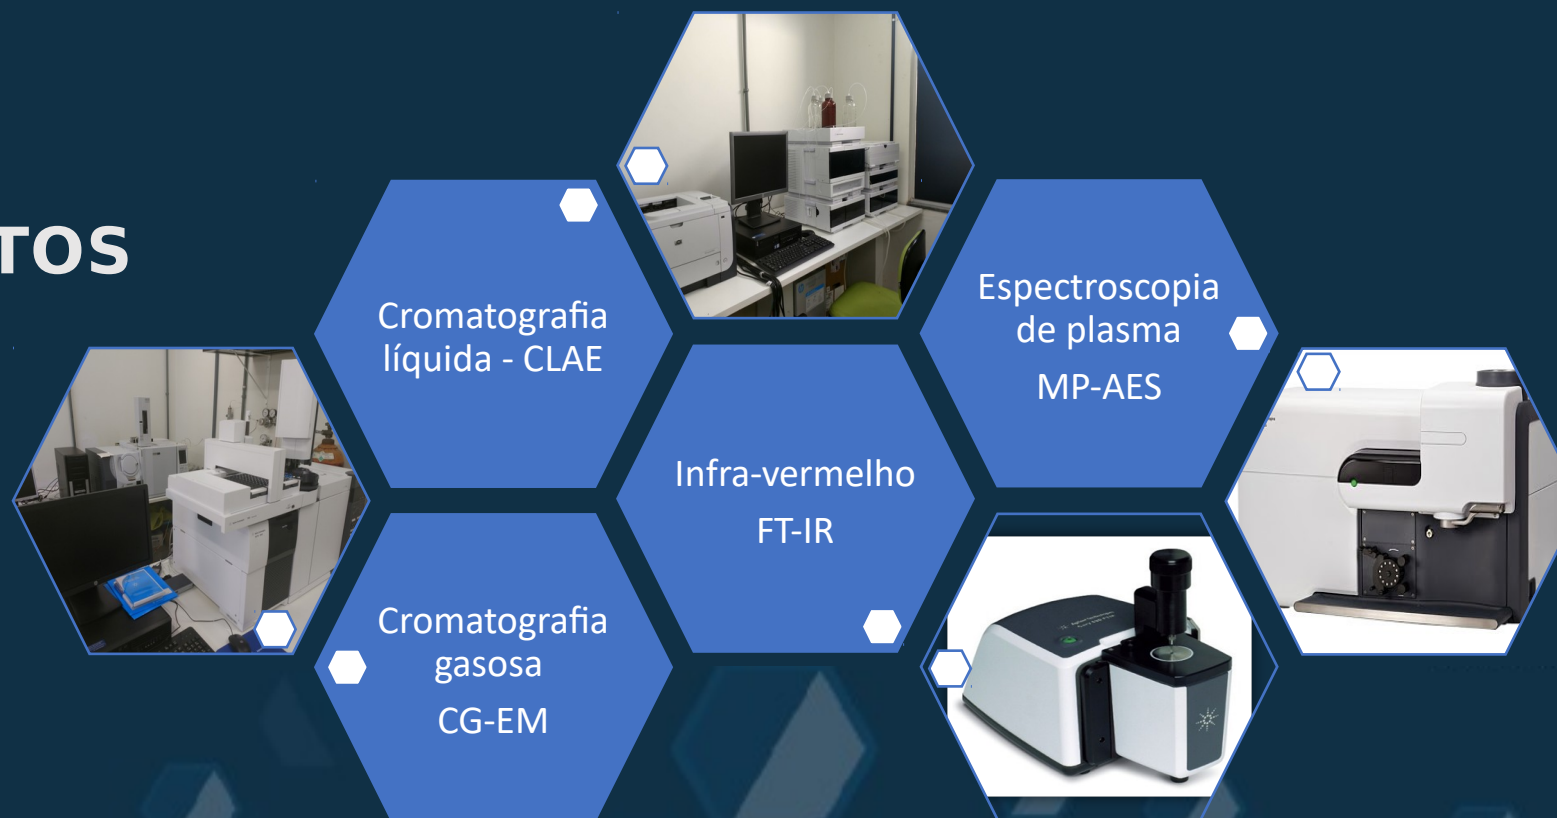 TOS
Cromatografia
líquida - CLAE
Espectroscopia
de plasma
MP-AES
Infra-vermelho
FT-IR
Cromatografia
gasosa
CG-EM